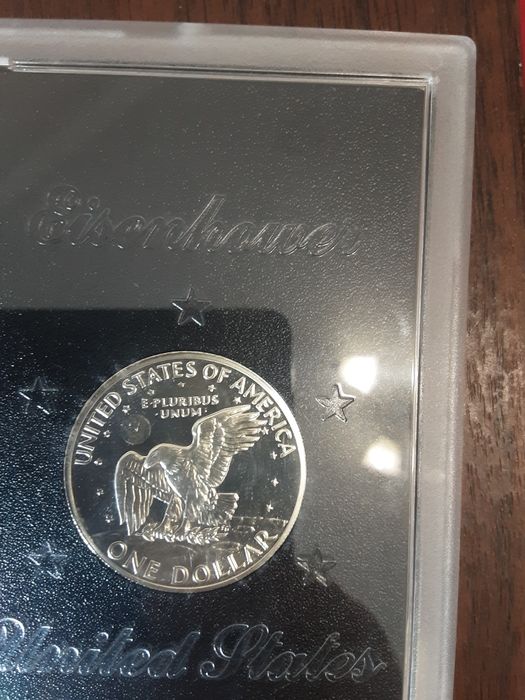 Eisenhower
UNITED STATES OF AMERICA
E·PLURIBUS
·UNUM·
ONE DOLLAR
United States